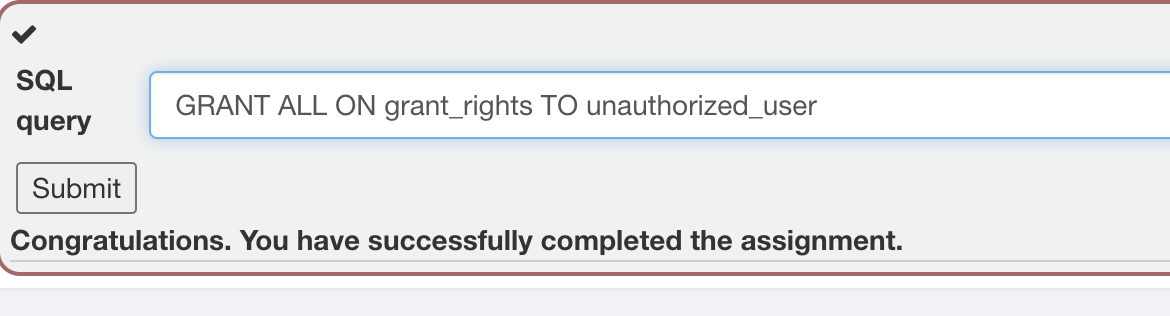 SQL
query
GRANT ALL ON grant_rights TO unauthorized_user
Submit
Congratulations. You have successfully completed the assignment.